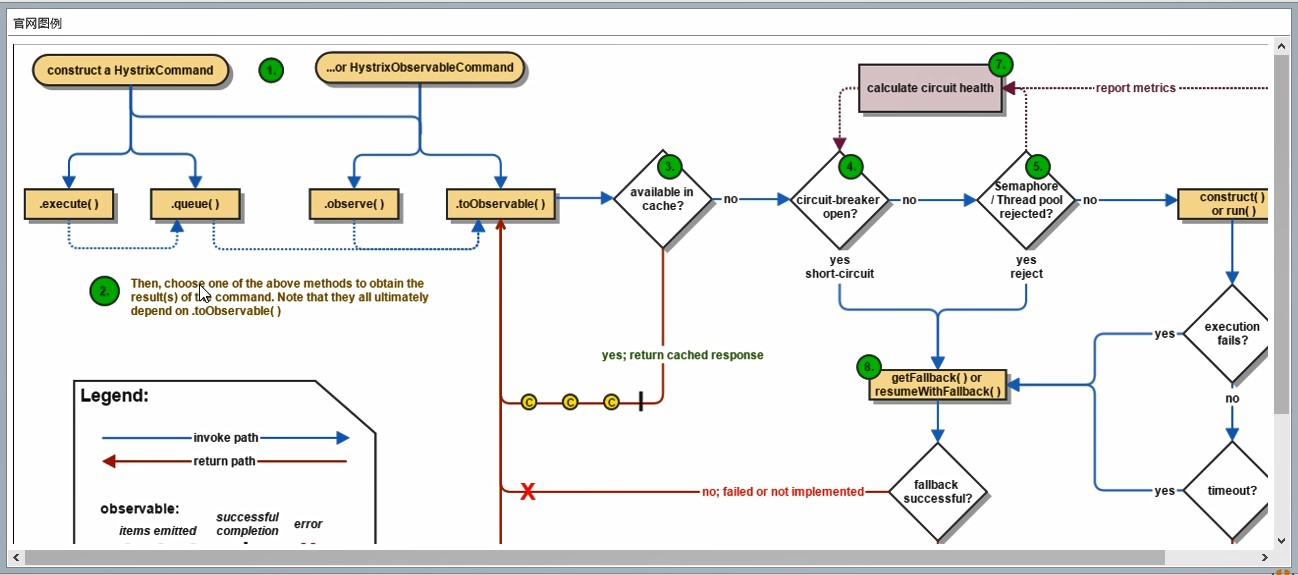 官网图例
construct a HystrixCommand
1.
...or HystrixObservableCommand
7.
calculate circuit health
report metrics
.execute( )
.queue( )
.observe( )
.toObservable( )
3.
available in
cache?
no
4.
circuit-breaker
open?
no
5.
Semaphore
/ Thread pool
rejected?
no
construct( )
or run( )
yes
short-circuit
yes
reject
2.
Then, choose one of the above methods to obtain the
result(s) of the command. Note that they all ultimately
depend on .toObservable( )
yes; return cached response
C
C
C
8.
getFallback( ) or
resumeWithFallback( )
yes
execution
fails?
no
Legend:
invoke path
return path
observable:
items emitted
successful
completion
error
X
no; failed or not implemented
fallback
successful?
yes
timeout?